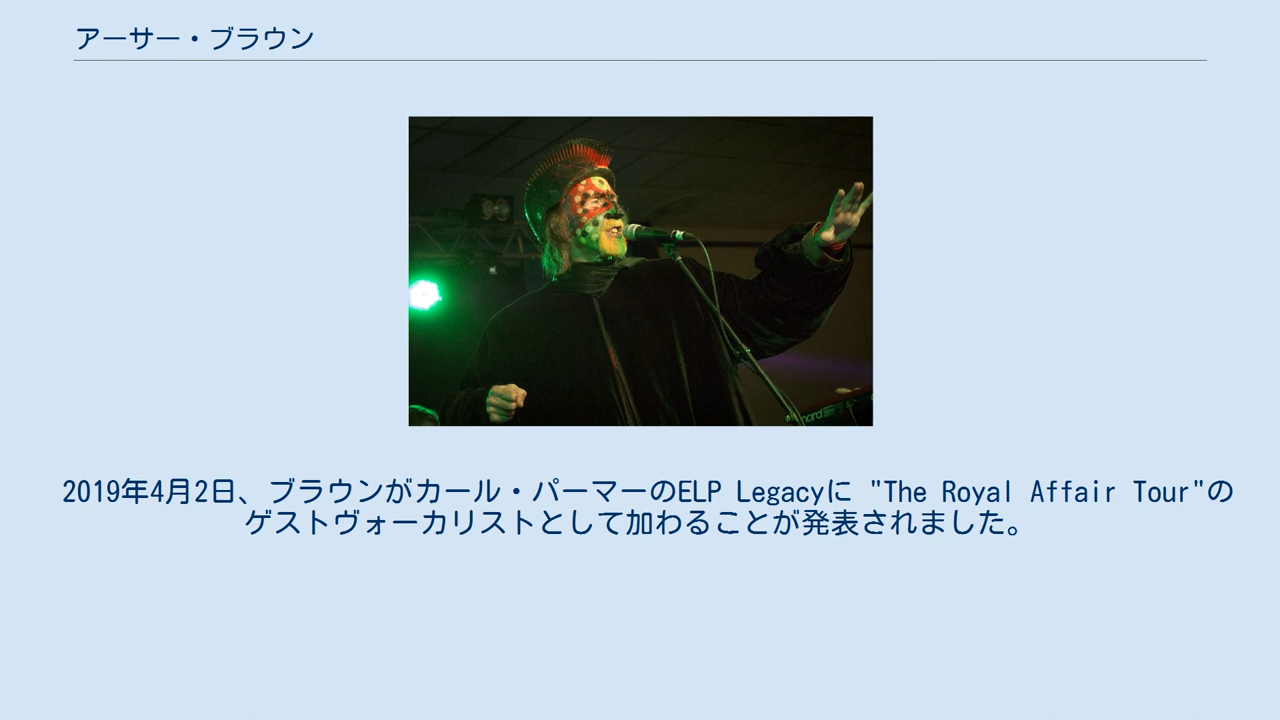 アーサー・ブラウン
nord
2019年4月2日、ブラウンがカール・パーマーのELP Legacyに "The Royal Affair Tour"の
ゲストヴォーカリストとして加わることが発表されました。